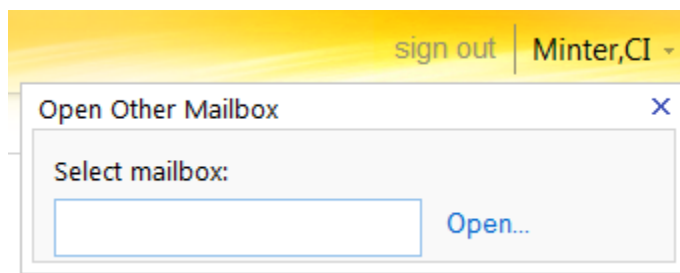 sign out Minter,CI
Open Other Mailbox
Select mailbox:
Open...